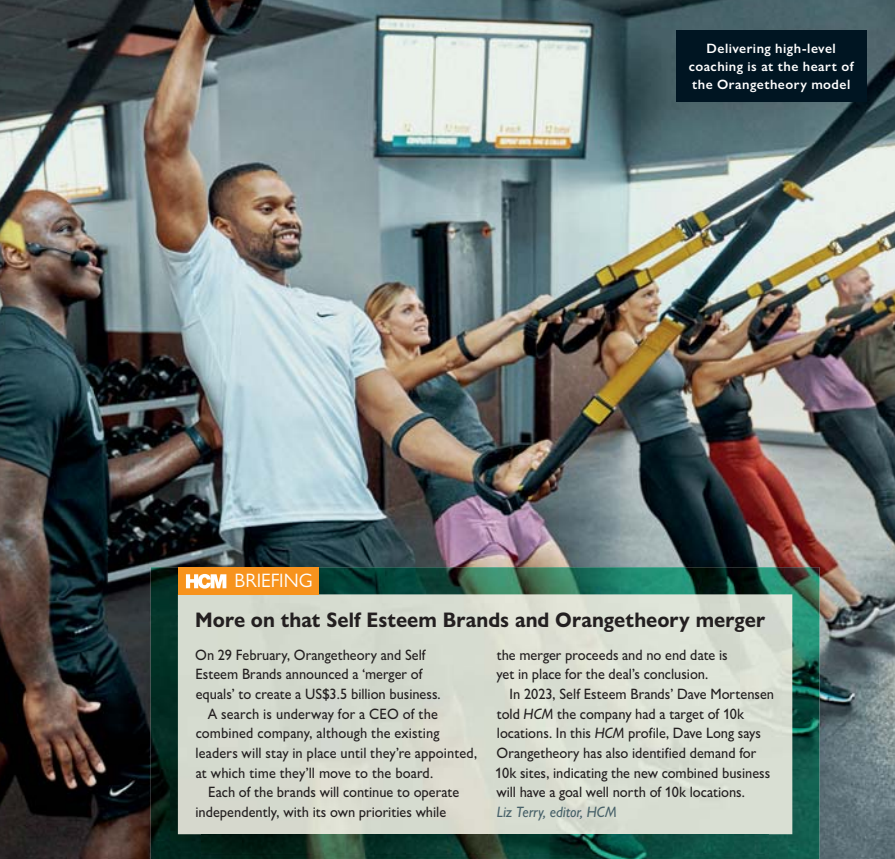 Delivering high-level
coaching is at the heart of
the Orangetheory model
HCM BRIEFING
More on that Self Esteem Brands and Orangetheory merger
On 29 February, Orangetheory and Self
Esteem Brands announced a ‘merger of
equals’ to create a US$3.5 billion business.
A search is underway for a CEO of the
combined company, although the existing
leaders will stay in place until they’re appointed,
at which time they’ll move to the board.
Each of the brands will continue to operate
independently, with its own priorities while
the merger proceeds and no end date is
yet in place for the deal’s conclusion.
In 2023, Self Esteem Brands’ Dave Mortensen
told HCM the company had a target of 10k
locations. In this HCM profile, Dave Long says
Orangetheory has also identified demand for
10k sites, indicating the new combined business
will have a goal well north of 10k locations.
Liz Terry, editor, HCM